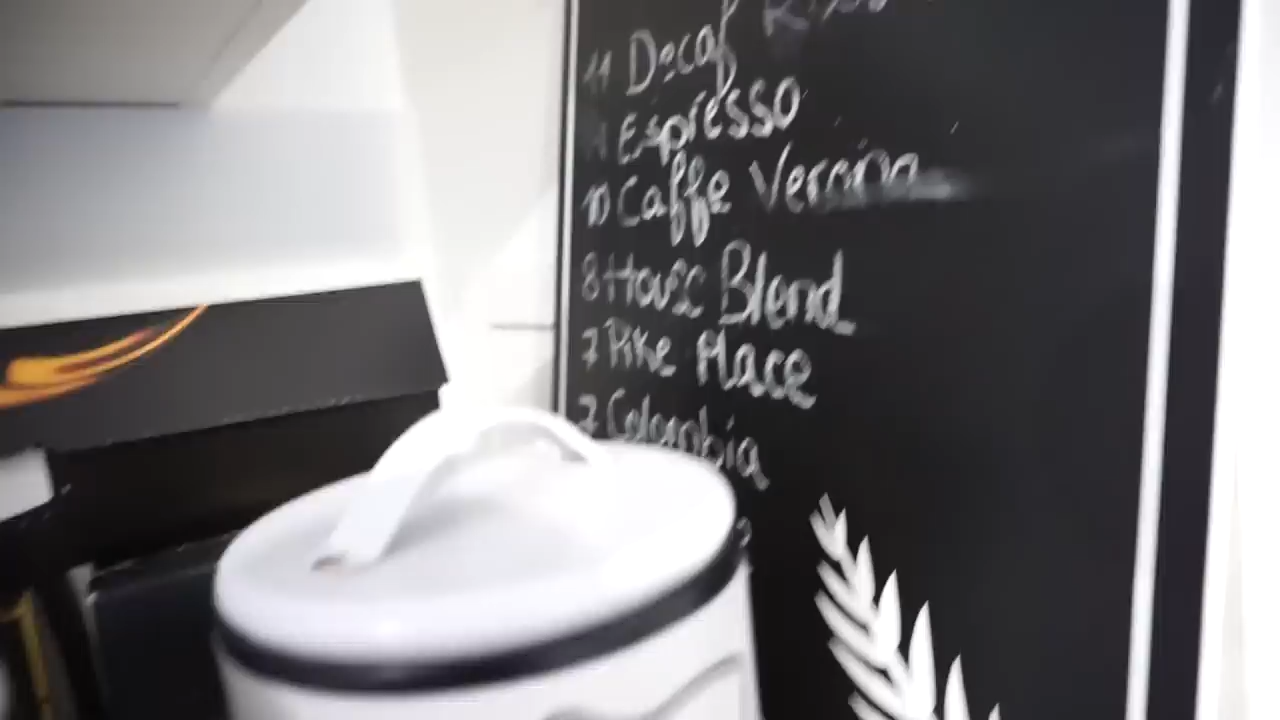 11 Decaf
Espresso
10 Caffe Verona
8 House Blend
7 Pike Place
7 Colombia